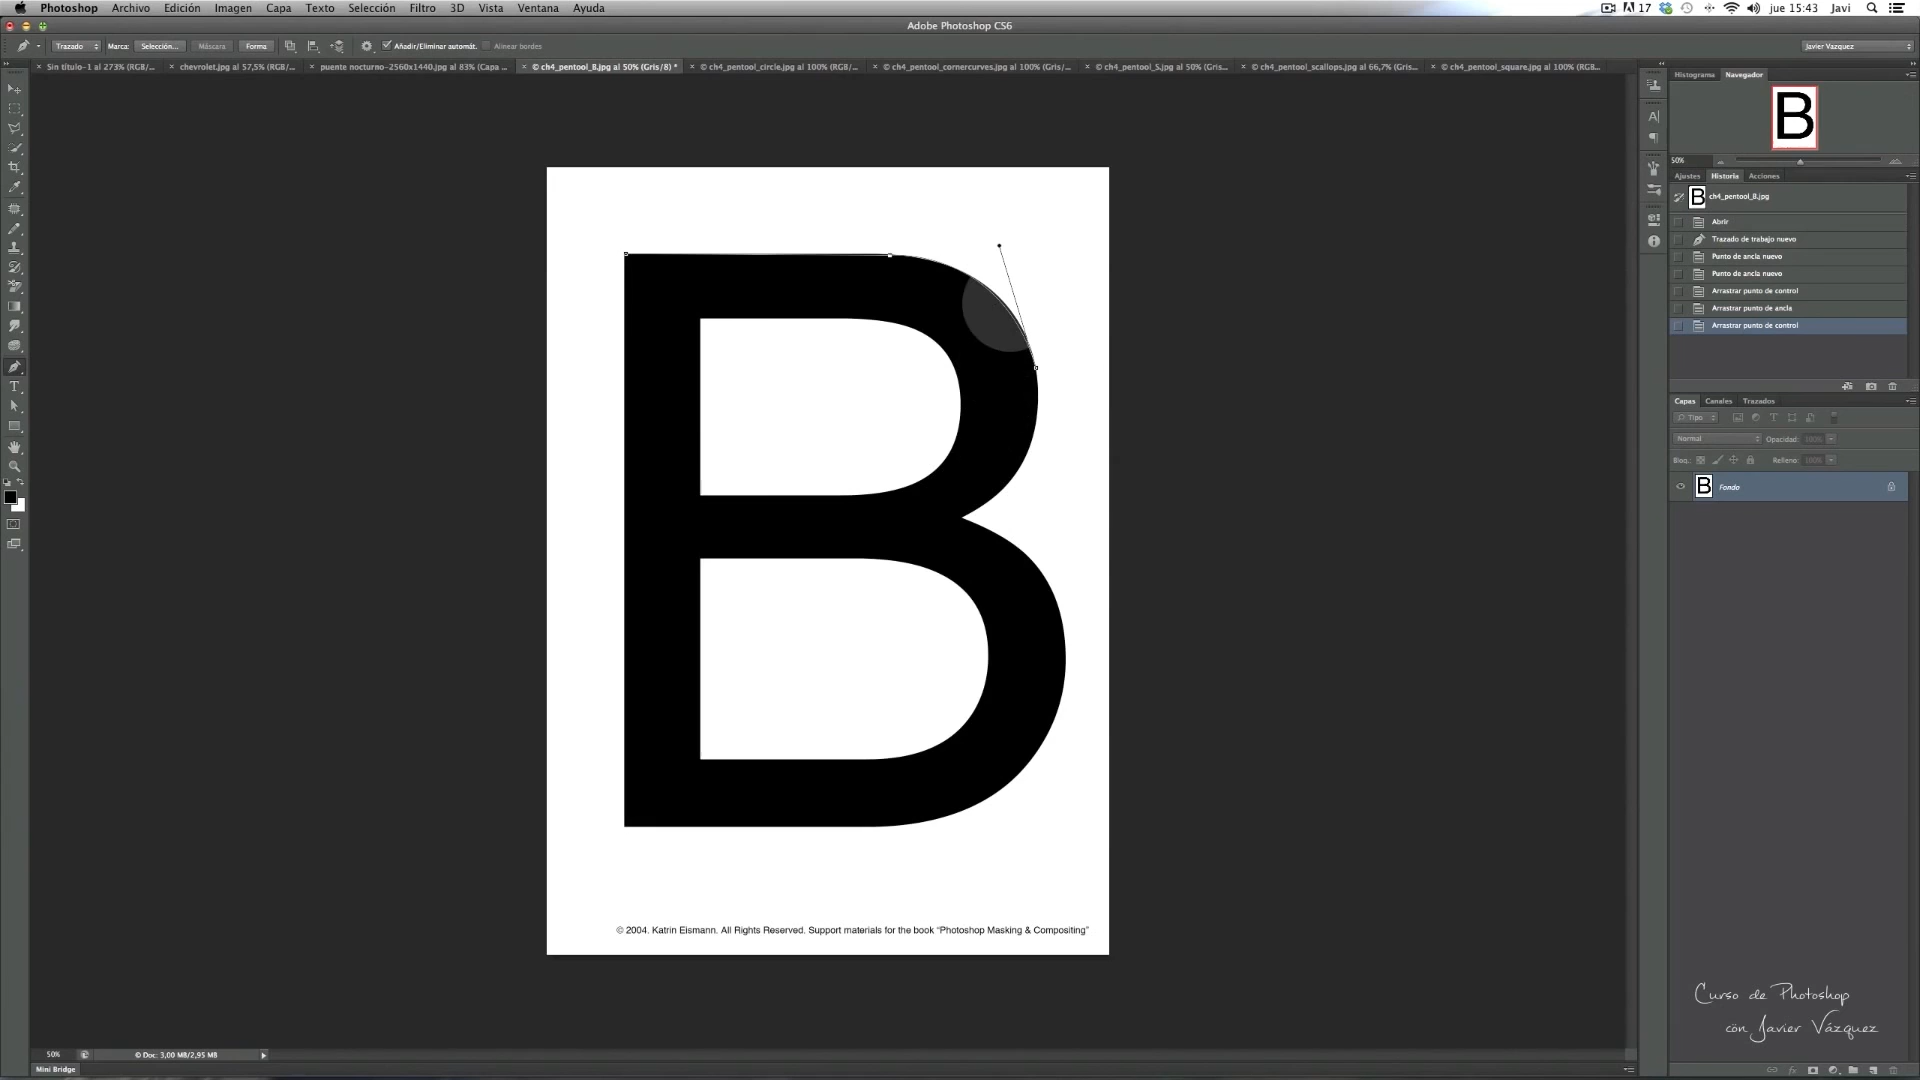 Photoshop Archivo Edición Imagen Capa Texto Selección Filtro 3D Vista Ventana Ayuda 17 jue 15:43 Javi
Adobe Photoshop CS6
Trazado Marca: Selección... Máscara Forma Añadir/Eliminar automát. Alinear bordes Javier Vazquez
Sin título-1 al 273% (RGB/... chevrolet.jpg al 57,5% (RGB/... puente nocturno-2560x1440.jpg al 83% (Capa ... © ch4_pentool_B.jpg al 50% (Gris/8) * © ch4_pentool_circle.jpg al 100% (RGB/... © ch4_pentool_cornercurves.jpg al 100% (Gris/... © ch4_pentool_S.jpg al 50% (Gris... © ch4_pentool_scallops.jpg al 66,7% (Gris... © ch4_pentool_square.jpg al 100% (RGB...
Histograma Navegador
B
50%
Ajustes Historia Acciones
B ch4_pentool_B.jpg
Abrir
Trazado de trabajo nuevo
Punto de ancla nuevo
Punto de ancla nuevo
Arrastrar punto de control
Arrastrar punto de ancla
Arrastrar punto de control
Capas Canales Trazados
Tipo
Normal Opacidad: 100%
Bloq.: Relleno: 100%
B Fondo
B
© 2004. Katrin Eismann. All Rights Reserved. Support materials for the book “Photoshop Masking & Compositing”
Curso de Photoshop
con Javier Vázquez
50% © Doc: 3,00 MB/2,95 MB
Mini Bridge